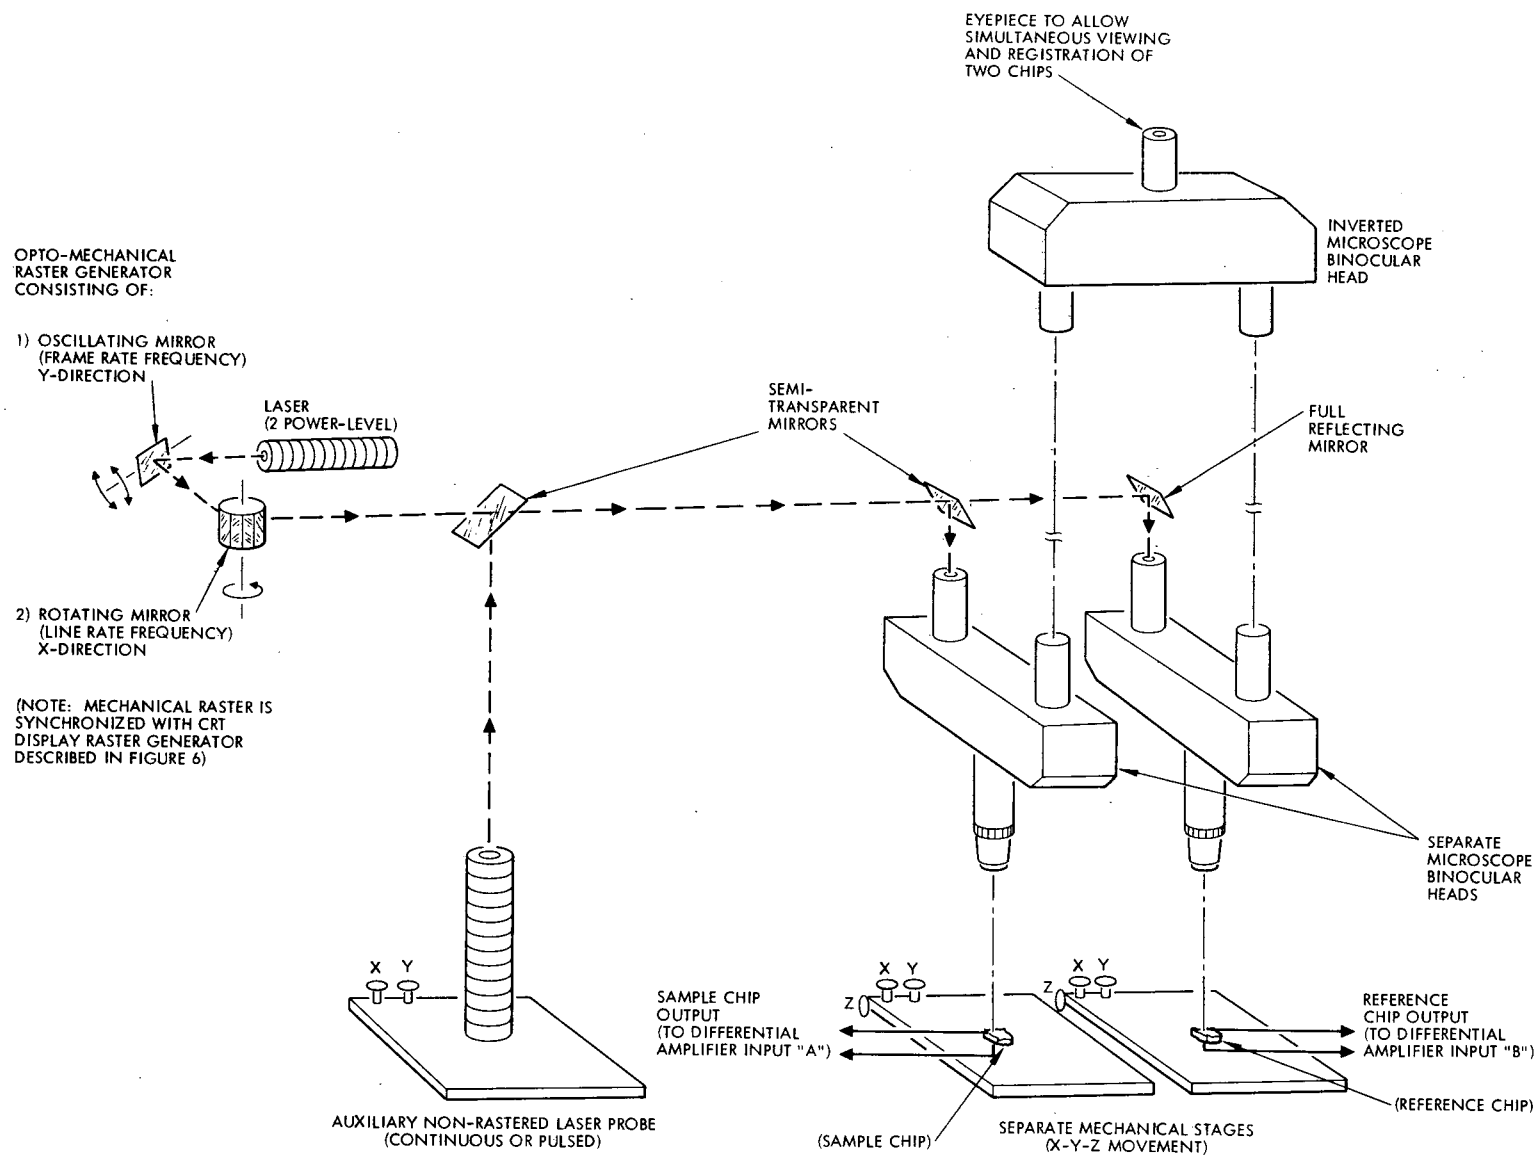 EYEPIECE TO ALLOW
SIMULTANEOUS VIEWING
AND REGISTRATION OF
TWO CHIPS
INVERTED
MICROSCOPE
BINOCULAR
HEAD
OPTO-MECHANICAL
RASTER GENERATOR
CONSISTING OF:
1) OSCILLATING MIRROR
(FRAME RATE FREQUENCY)
Y-DIRECTION
LASER
(2 POWER-LEVEL)
SEMI-
TRANSPARENT
MIRRORS
FULL
REFLECTING
MIRROR
2) ROTATING MIRROR
(LINE RATE FREQUENCY)
X-DIRECTION
(NOTE: MECHANICAL RASTER IS
SYNCHRONIZED WITH CRT
DISPLAY RASTER GENERATOR
DESCRIBED IN FIGURE 6)
SEPARATE
MICROSCOPE
BINOCULAR
HEADS
X Y
X Y
Z
X Y
Z
SAMPLE CHIP
OUTPUT
(TO DIFFERENTIAL
AMPLIFIER INPUT "A")
REFERENCE
CHIP OUTPUT
(TO DIFFERENTIAL
AMPLIFIER INPUT "B")
AUXILIARY NON-RASTERED LASER PROBE
(CONTINUOUS OR PULSED)
(SAMPLE CHIP)
SEPARATE MECHANICAL STAGES
(X-Y-Z MOVEMENT)
(REFERENCE CHIP)